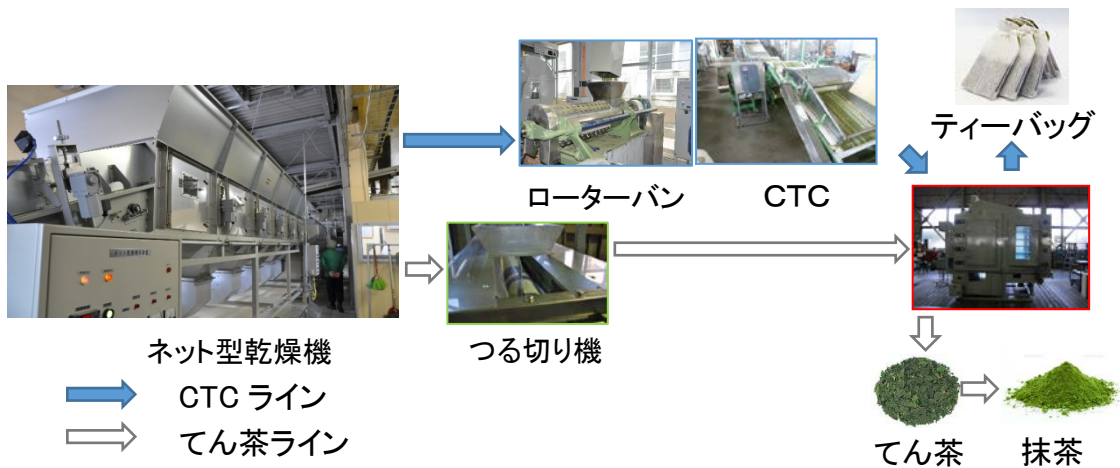 ティーバッグ
ローターバン
CTC
ネット型乾燥機
つる切り機
CTC ライン
てん茶ライン
てん茶
抹茶